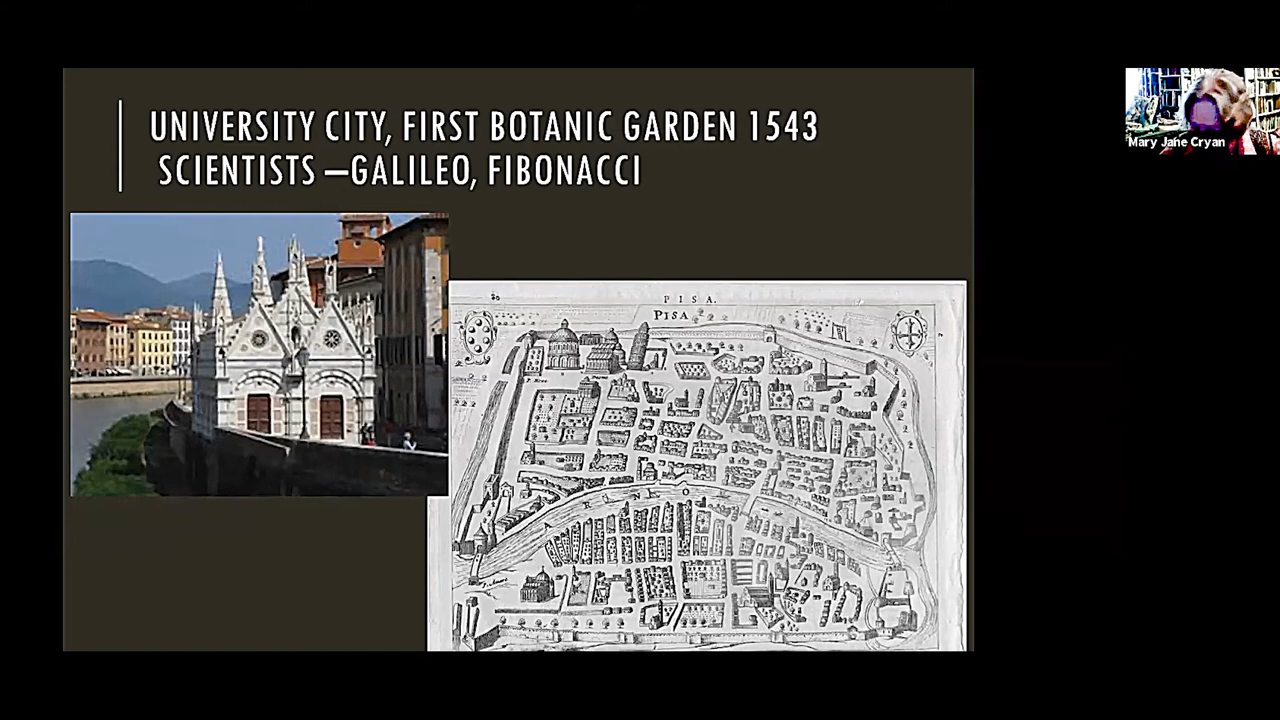 UNIVERSITY CITY, FIRST BOTANIC GARDEN 1543
SCIENTISTS –GALILEO, FIBONACCI
Mary Jane Cryan
PISA.
PISA